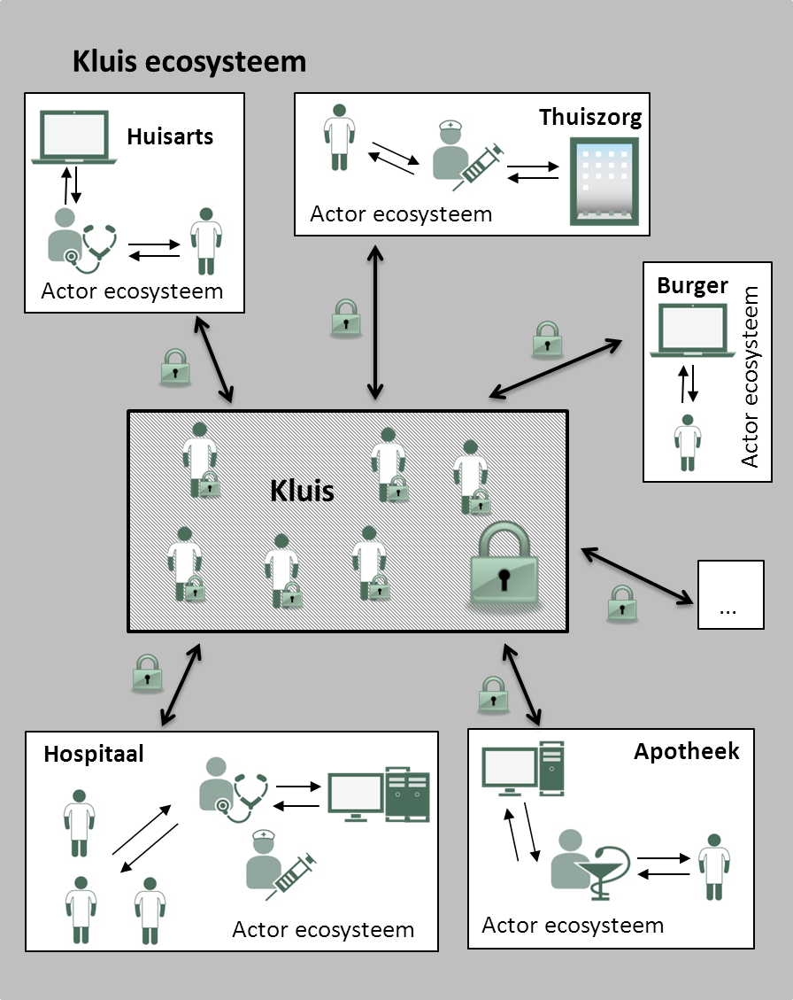 Kluis ecosysteem
Huisarts
Actor ecosysteem
Thuiszorg
Actor ecosysteem
Burger
Actor ecosysteem
Kluis
...
Hospitaal
Actor ecosysteem
Apotheek
Actor ecosysteem